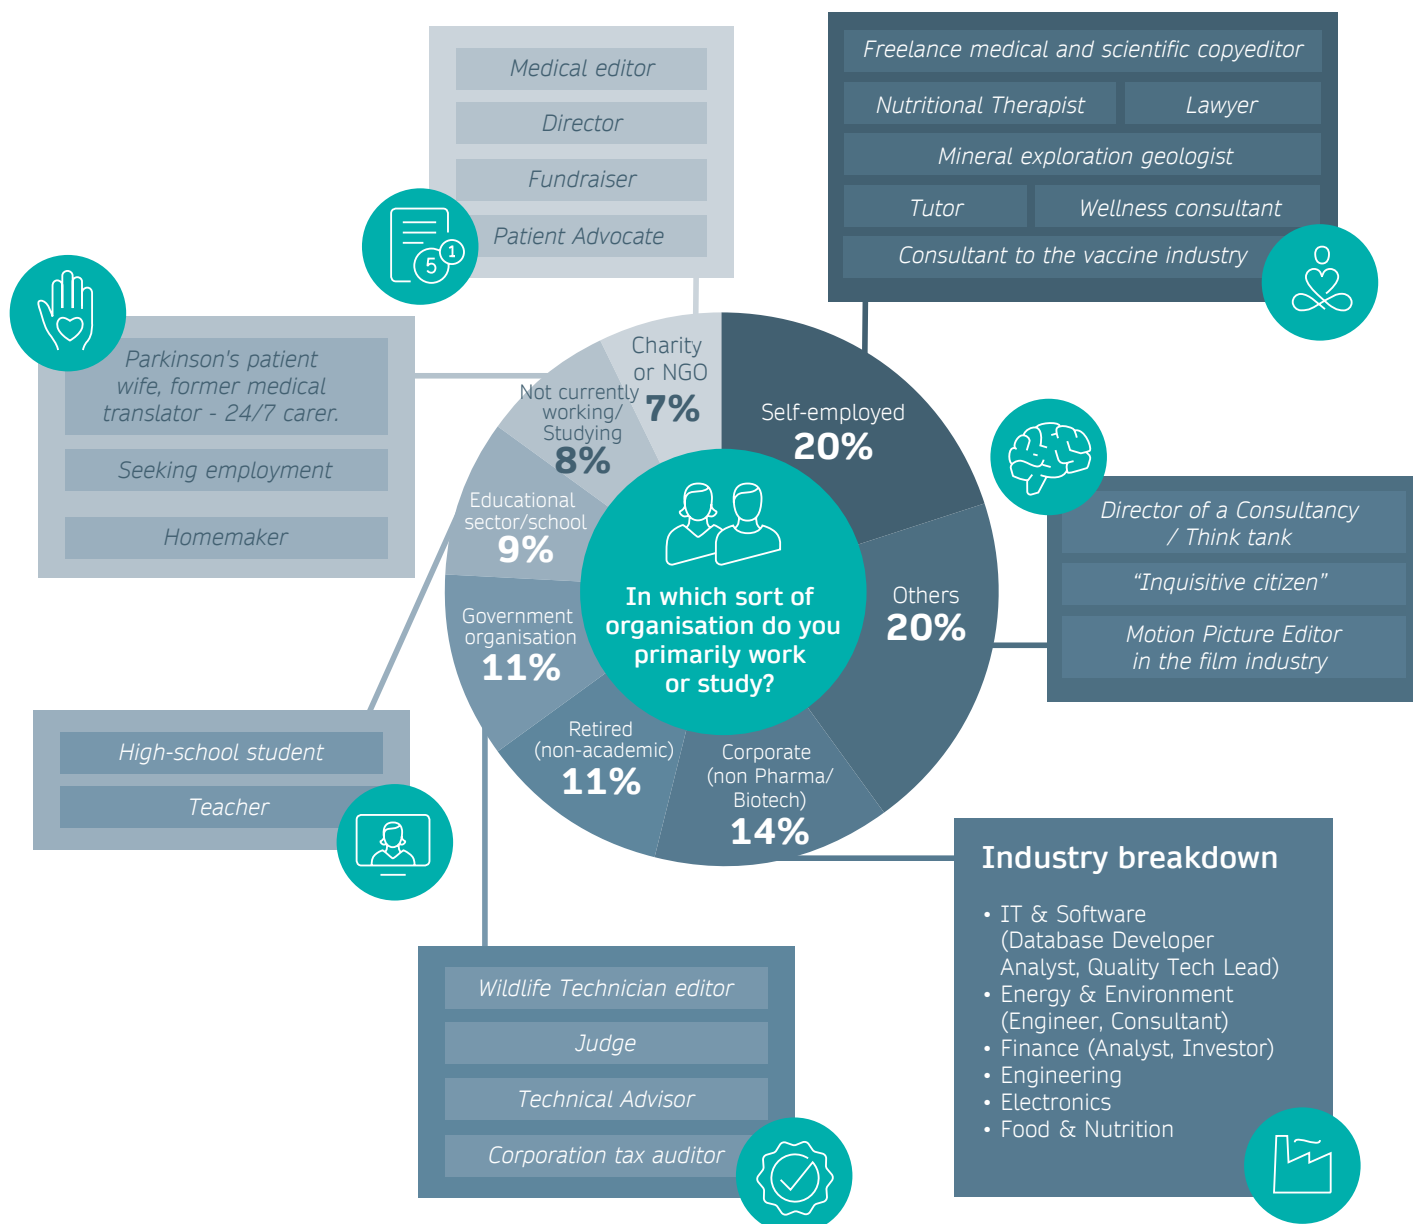 Medical editor
Director
Fundraiser
Patient Advocate
5
1
Freelance medical and scientific copyeditor
Nutritional Therapist
Lawyer
Mineral exploration geologist
Tutor
Wellness consultant
Consultant to the vaccine industry
Parkinson's patient
wife, former medical
translator - 24/7 carer.
Seeking employment
Homemaker
Charity
or NGO
7%
Not currently
working/
Studying
8%
Self-employed
20%
Educational
sector/school
9%
Others
20%
Government
organisation
11%
Retired
(non-academic)
11%
Corporate
(non Pharma/
Biotech)
14%
In which sort of
organisation do you
primarily work
or study?
Director of a Consultancy
/ Think tank
“Inquisitive citizen”
Motion Picture Editor
in the film industry
High-school student
Teacher
Wildlife Technician editor
Judge
Technical Advisor
Corporation tax auditor
Industry breakdown
• IT & Software
(Database Developer
Analyst, Quality Tech Lead)
• Energy & Environment
(Engineer, Consultant)
• Finance (Analyst, Investor)
• Engineering
• Electronics
• Food & Nutrition